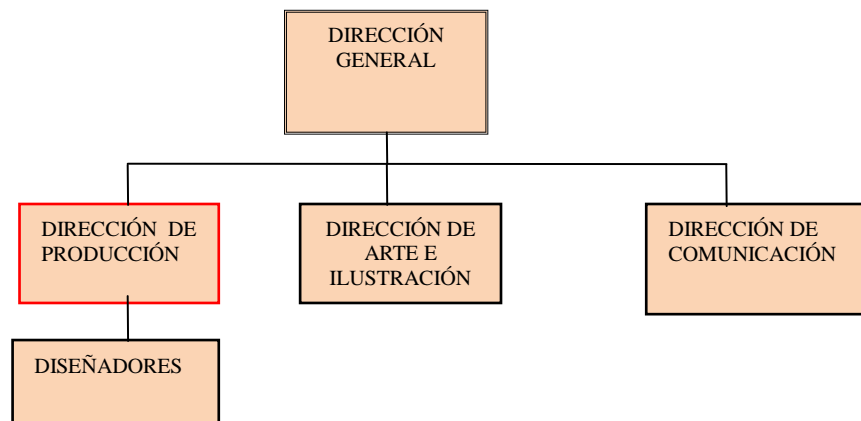 DIRECCIÓN
GENERAL
DIRECCIÓN DE
PRODUCCIÓN
DIRECCIÓN DE
ARTE E
ILUSTRACIÓN
DIRECCIÓN DE
COMUNICACIÓN
DISEÑADORES